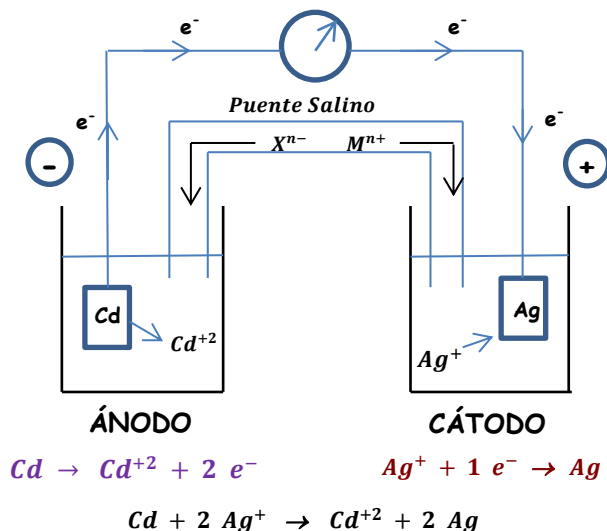 e⁻ e⁻
Puente Salino
e⁻ e⁻
Xⁿ⁻ Mⁿ⁺
- +
Cd Ag
Cd⁺² Ag⁺
ÁNODO CÁTODO
Cd → Cd⁺² + 2 e⁻ Ag⁺ + 1 e⁻ → Ag
Cd + 2 Ag⁺ → Cd⁺² + 2 Ag